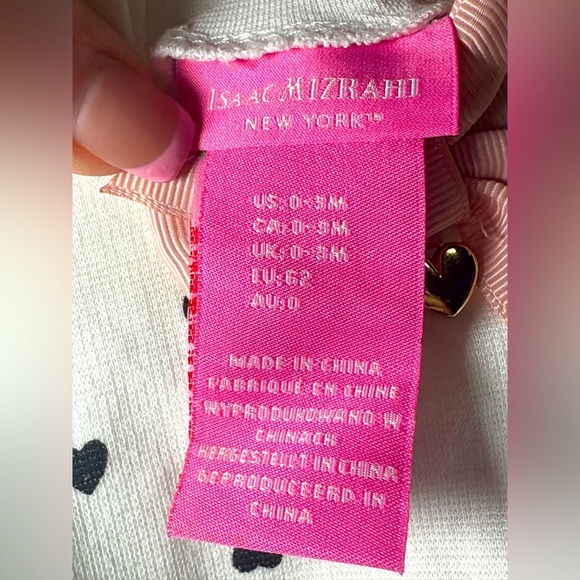 ISAAC MIZRAHI
NEW YORK™
US: 0-3M
CA: 0-3M
UK: 0-3M
EU: 62
AU: 0
MADE IN CHINA
FABRIQUÉ EN CHINE
WYPRODUKOWANO W
CHINACH
HERGESTELLT IN CHINA
GEPRODUCEERD IN
CHINA